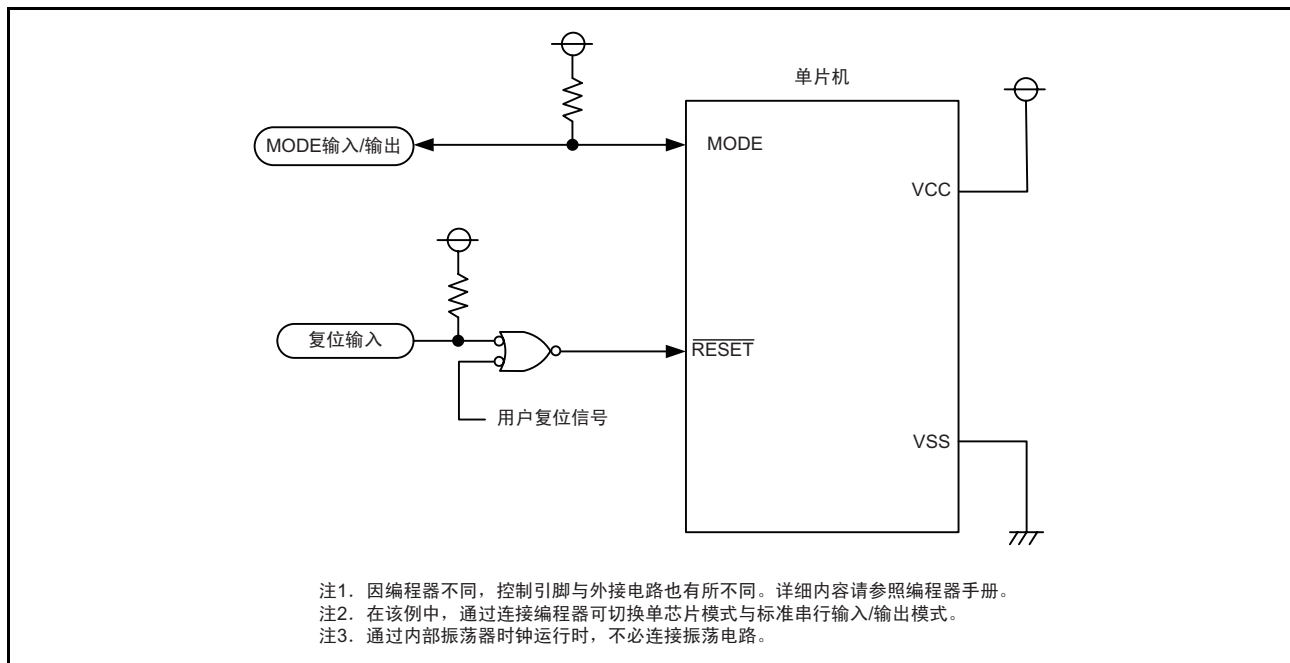 单片机
MODE输入/输出
MODE
VCC
复位输入
RESET
用户复位信号
VSS
注1. 因编程器不同，控制引脚与外接电路也有所不同。详细内容请参照编程器手册。
注2. 在该例中，通过连接编程器可切换单芯片模式与标准串行输入/输出模式。
注3. 通过内部振荡器时钟运行时，不必连接振荡电路。